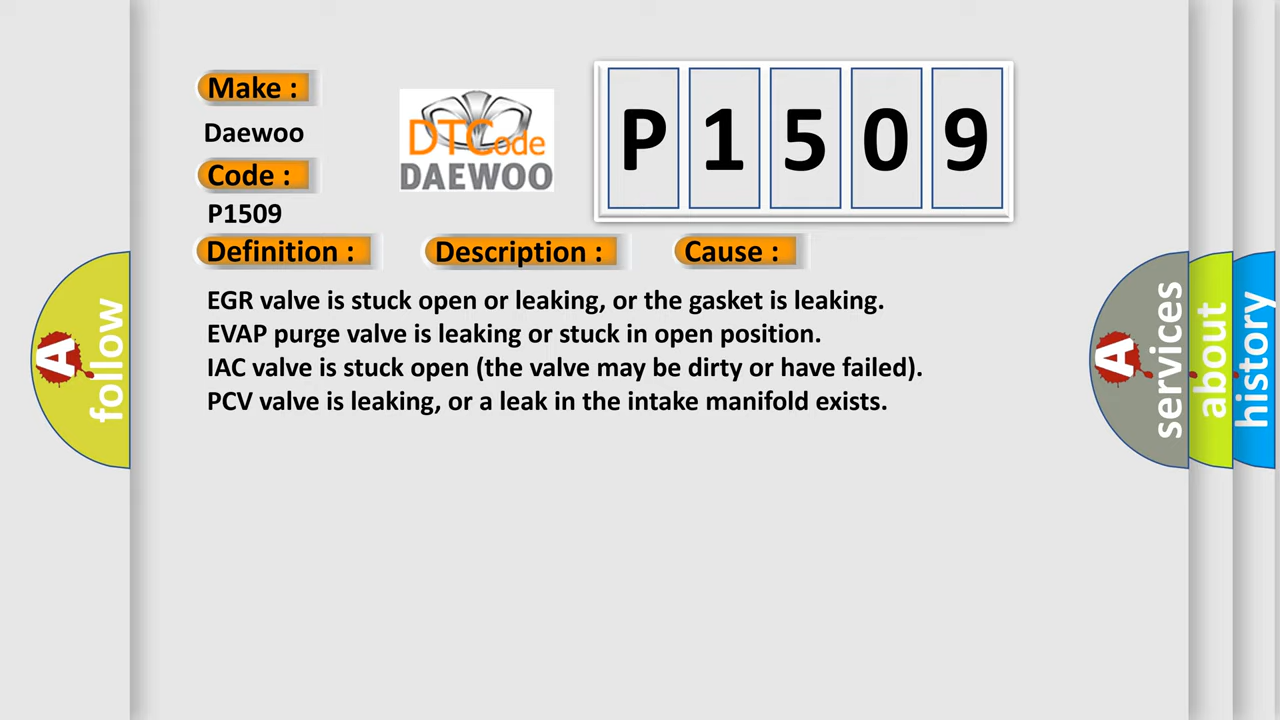 Make :
Daewoo
Code :
P1509
DTCode
DAEWOO
P 1 5 0 9
Definition :
Description :
Cause :
EGR valve is stuck open or leaking, or the gasket is leaking.
EVAP purge valve is leaking or stuck in open position.
IAC valve is stuck open (the valve may be dirty or have failed).
PCV valve is leaking, or a leak in the intake manifold exists.
A follow
A services
about
history